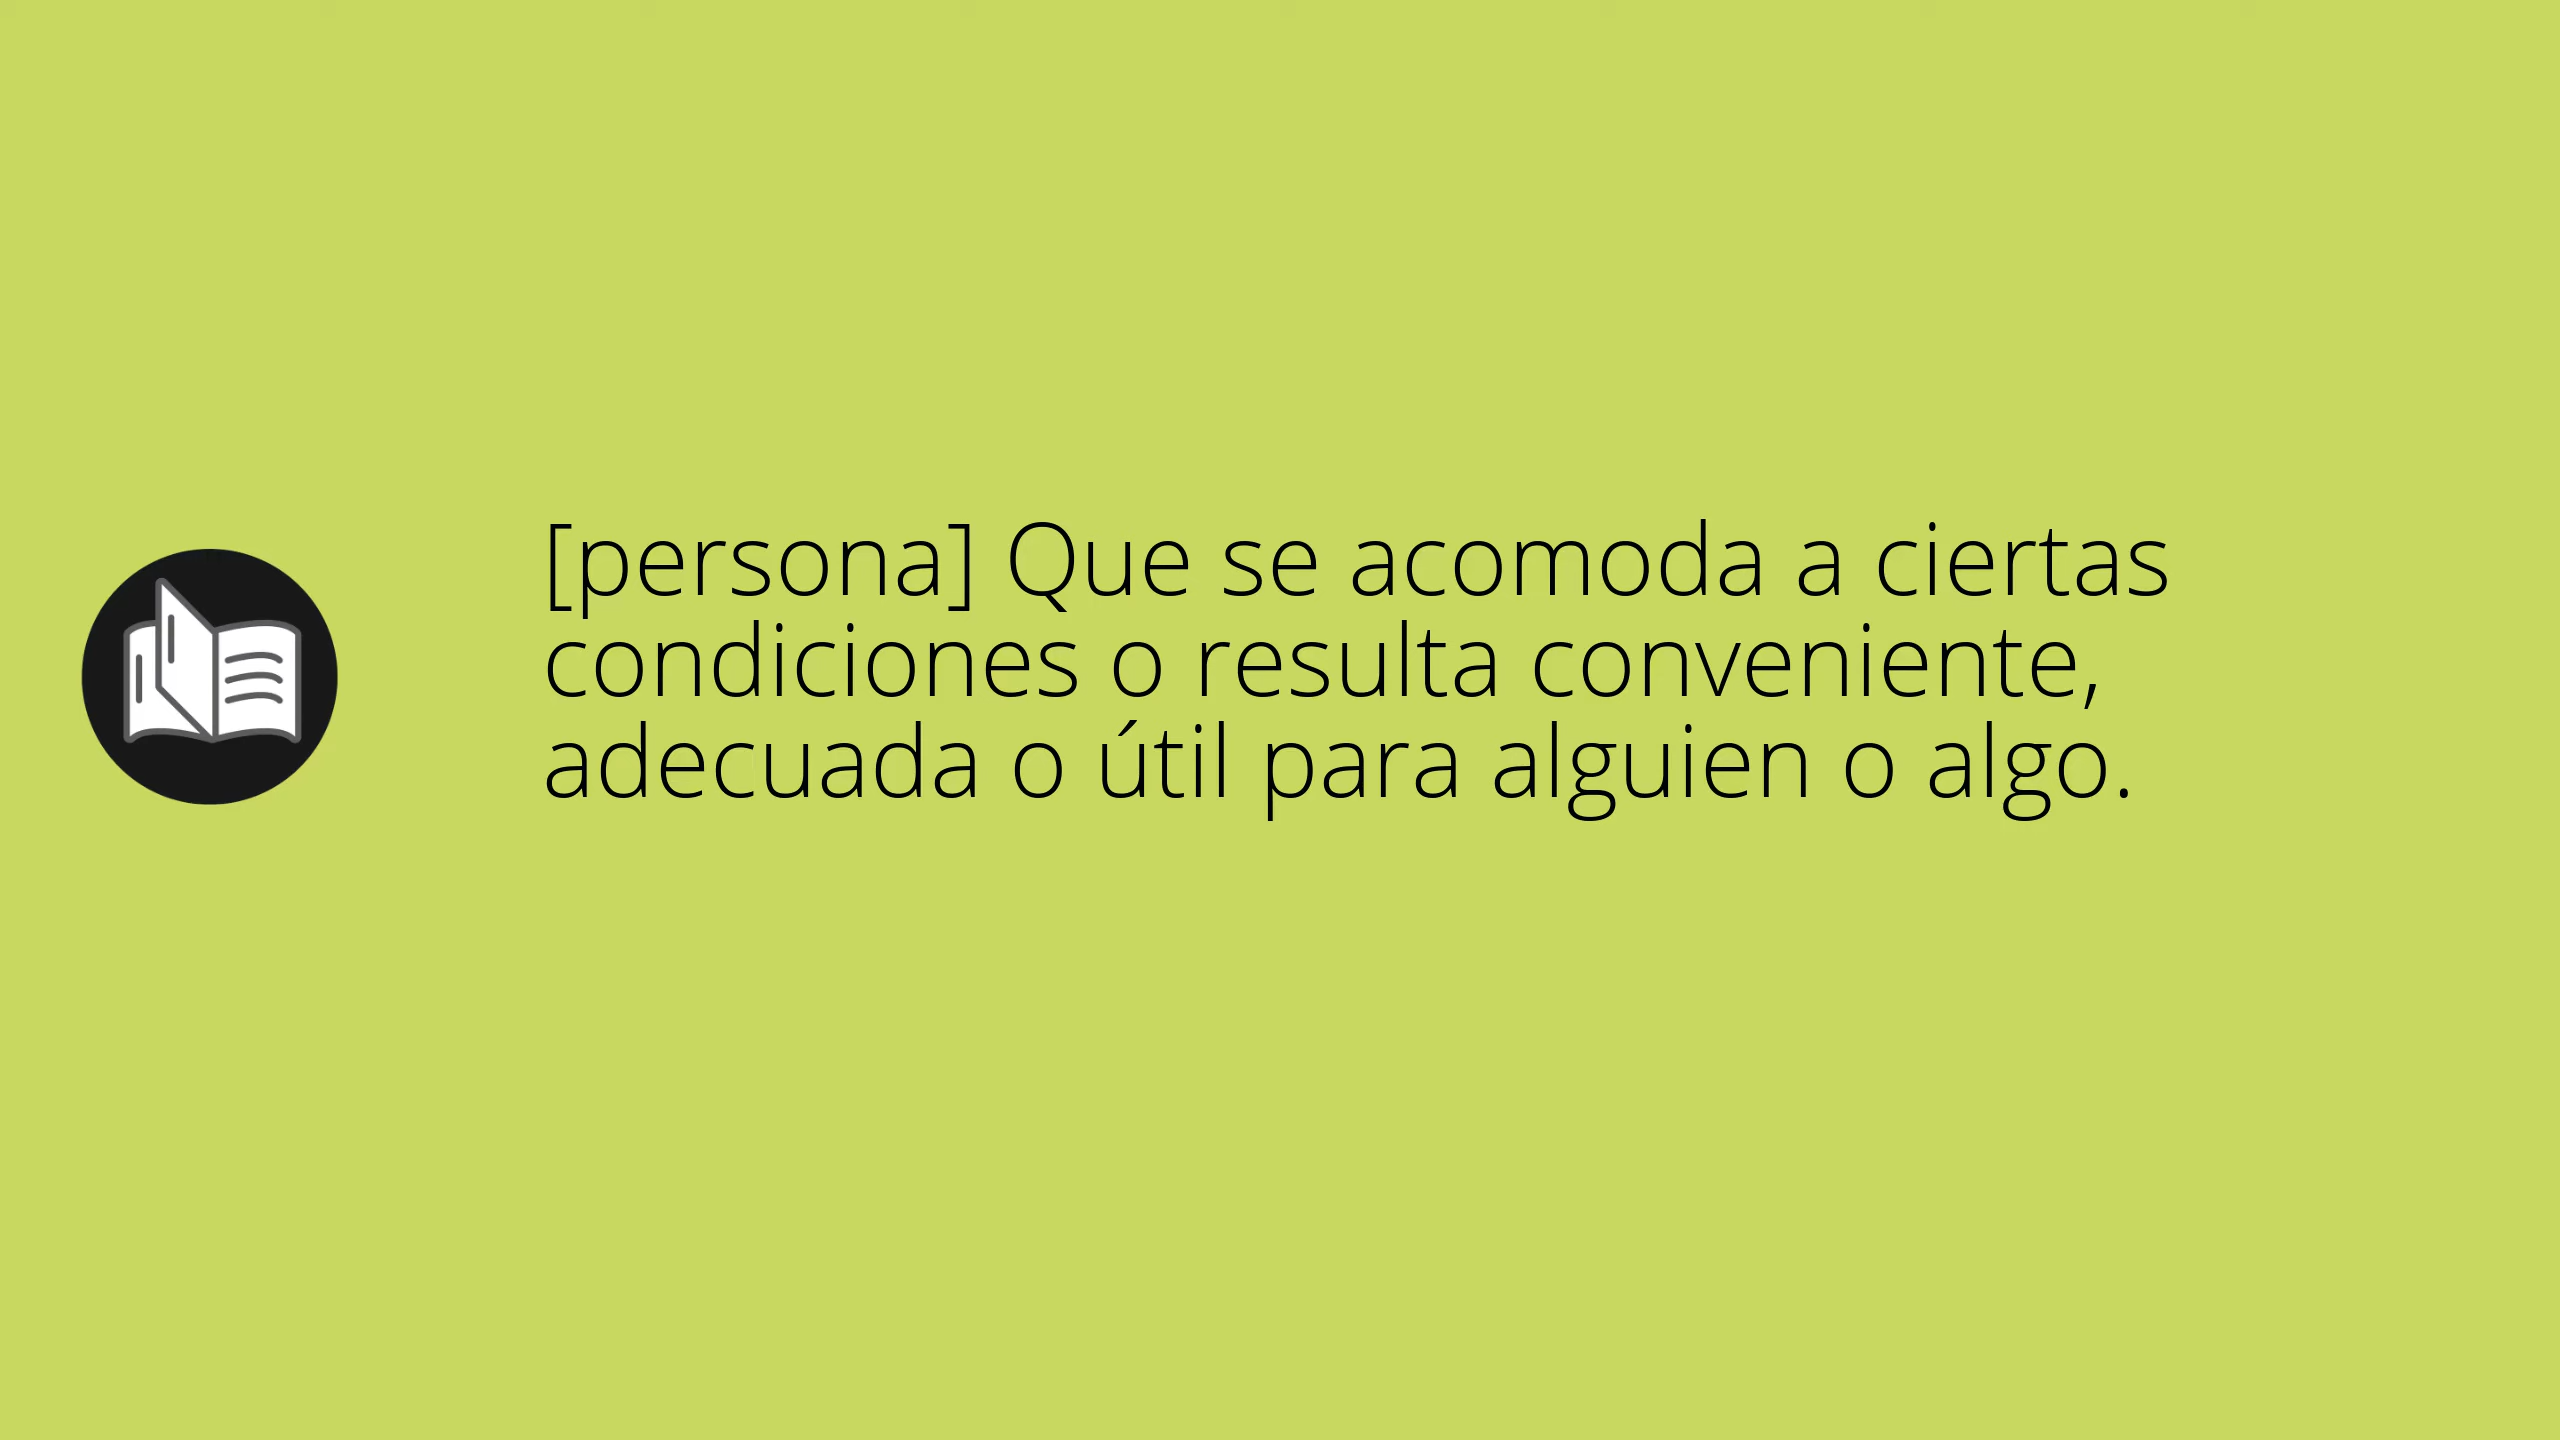 [persona] Que se acomoda a ciertas
condiciones o resulta conveniente,
adecuada o útil para alguien o algo.